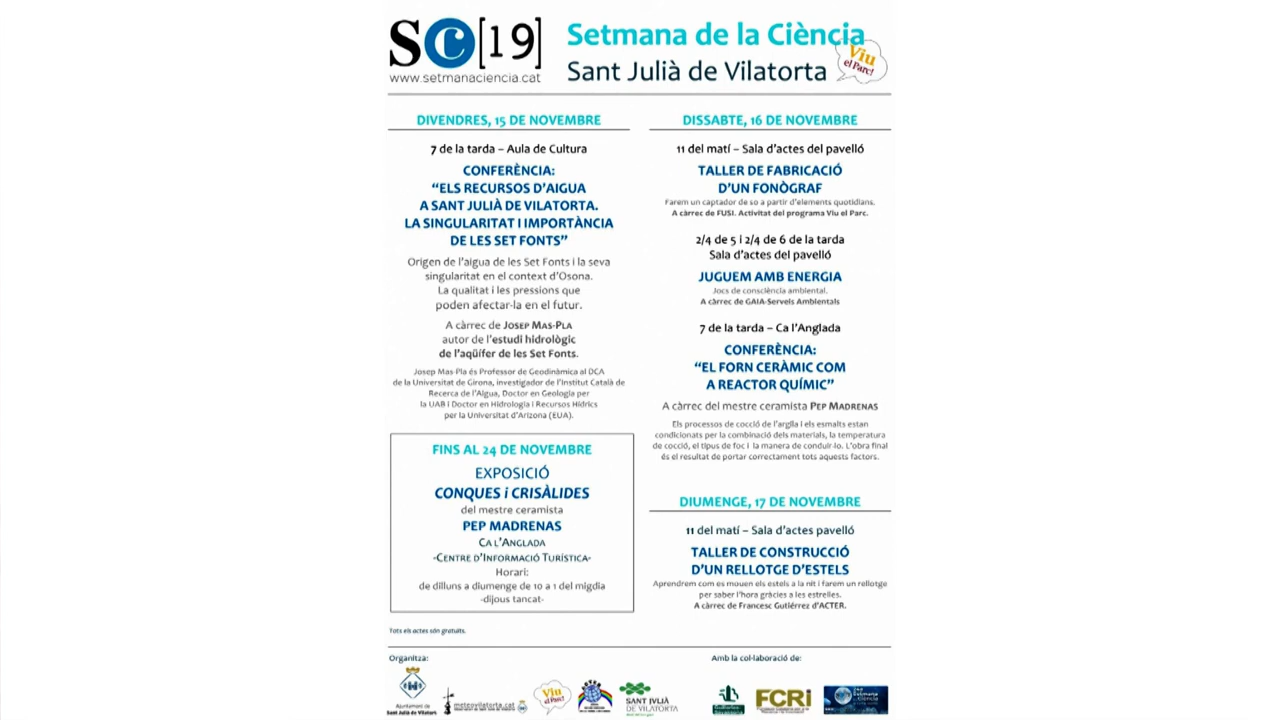 SC[19]
www.setmanaciencia.cat
Setmana de la Ciència
Sant Julià de Vilatorta
Viu
el Parc!
DIVENDRES, 15 DE NOVEMBRE
7 de la tarda – Aula de Cultura
CONFERÈNCIA:
“ELS RECURSOS D’AIGUA
A SANT JULIÀ DE VILATORTA.
LA SINGULARITAT I IMPORTÀNCIA
DE LES SET FONTS”
Origen de l’aigua de les Set Fonts i la seva
singularitat en el context d’Osona.
La qualitat i les pressions que
poden afectar-la en el futur.
A càrrec de JOSEP MAS-PLA
autor de l’estudi hidrològic
de l’aqüífer de les Set Fonts.
Josep Mas-Pla és Professor de Geodinàmica al DCA
de la Universitat de Girona, investigador de l’Institut Català de
Recerca de l’Aigua, Doctor en Geologia per
la UAB i Doctor en Hidrologia i Recursos Hídrics
per la Universitat d’Arizona (EUA).
FINS AL 24 DE NOVEMBRE
EXPOSICIÓ
CONQUES i CRISÀLIDES
del mestre ceramista
PEP MADRENAS
CA L’ANGLADA
-CENTRE D’INFORMACIÓ TURÍSTICA-
Horari:
de dilluns a diumenge de 10 a 1 del migdia
-dijous tancat-
Tots els actes són gratuïts.
DISSABTE, 16 DE NOVEMBRE
11 del matí – Sala d’actes del pavelló
TALLER DE FABRICACIÓ
D’UN FONÒGRAF
Farem un captador de so a partir d’elements quotidians.
A càrrec de FUSI. Activitat del programa Viu el Parc.
2/4 de 5 i 2/4 de 6 de la tarda
Sala d’actes del pavelló
JUGUEM AMB ENERGIA
Jocs de consciència ambiental.
A càrrec de GAIA-Serveis Ambientals
7 de la tarda – Ca l’Anglada
CONFERÈNCIA:
“EL FORN CERÀMIC COM
A REACTOR QUÍMIC”
A càrrec del mestre ceramista PEP MADRENAS
Els processos de cocció de l’argila i els esmalts estan
condicionats per la combinació dels materials, la temperatura
de cocció, el tipus de foc i la manera de conduir-lo. L’obra final
és el resultat de portar correctament tots aquests factors.
DIUMENGE, 17 DE NOVEMBRE
11 del matí – Sala d’actes pavelló
TALLER DE CONSTRUCCIÓ
D’UN RELLOTGE D’ESTELS
Aprendrem com es mouen els estels a la nit i farem un rellotge
per saber l’hora gràcies a les estrelles.
A càrrec de Francesc Gutiérrez d’ACTER.
Organitza:
Ajuntament de
Sant Julià de Vilatorta
meteovilatorta.cat
Viu
el Parc!
SANT JULIÀ
DE VILATORTA
Amb la col·laboració de:
FCRi